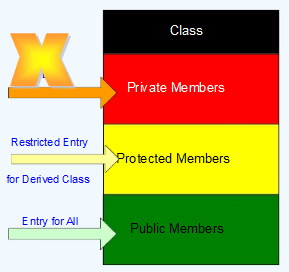 Class
Private Members
Restricted Entry
Protected Members
for Derived Class
Entry for All
Public Members